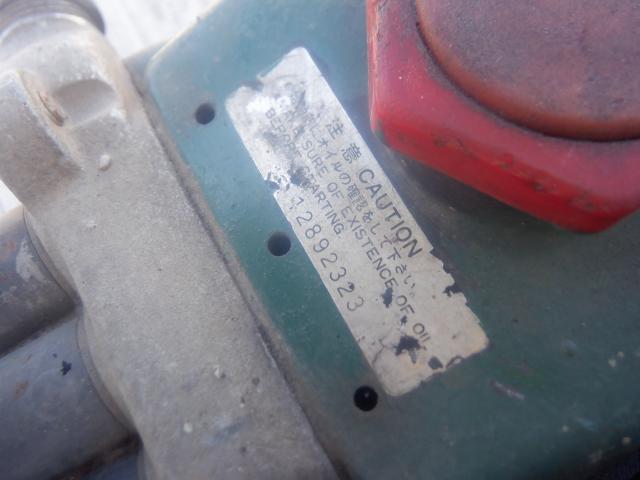 注意 CAUTION
オイルの確認をして下さい。
SURE OF EXISTENCE OF OIL
BEFORE STARTING
12892323